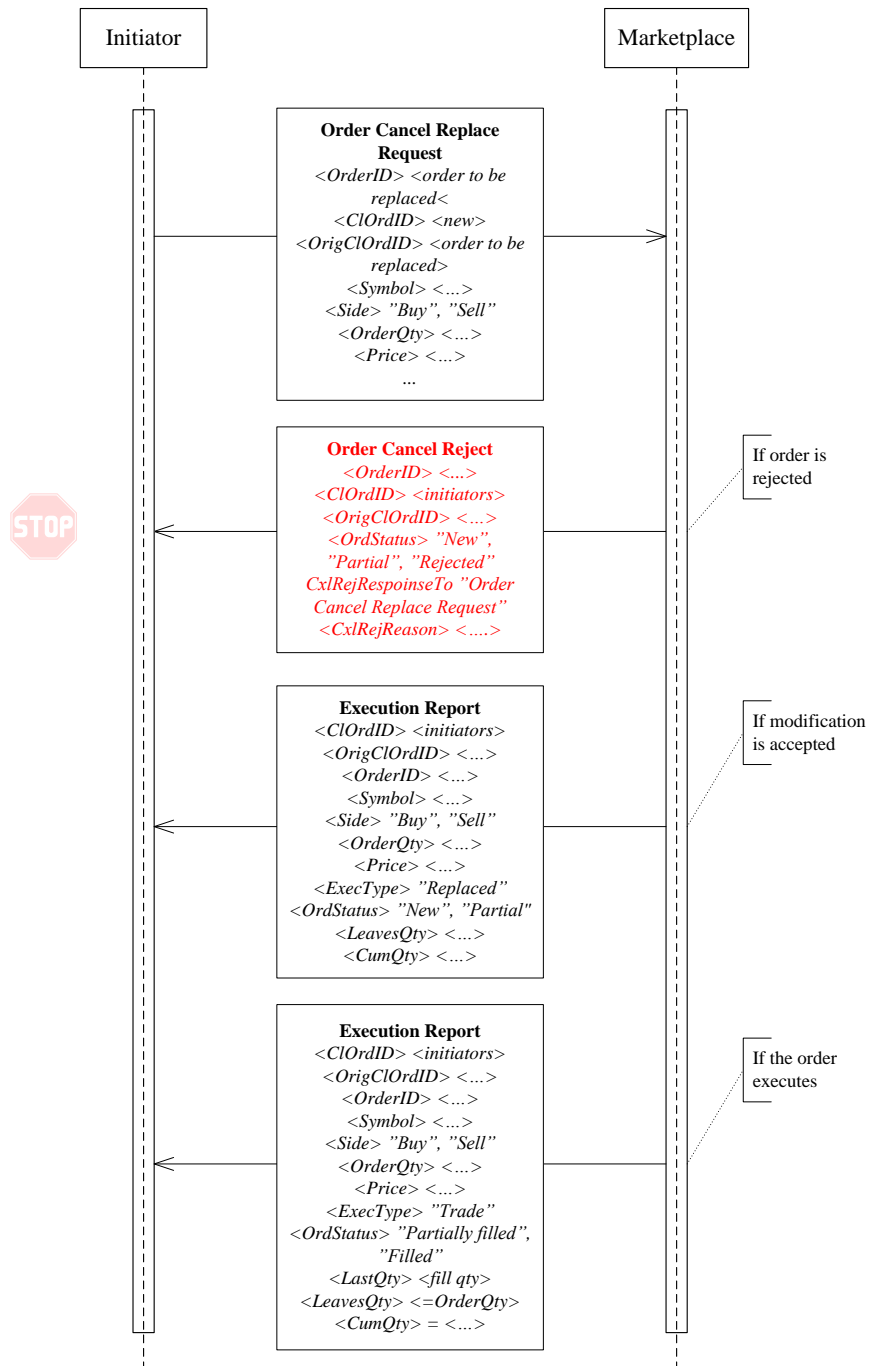 Initiator
Marketplace
Order Cancel Replace
Request
<OrderID> <order to be
replaced<
<ClOrdID> <new>
<OrigClOrdID> <order to be
replaced>
<Symbol> <...>
<Side> ”Buy”, ”Sell”
<OrderQty> <...>
<Price> <...>
...
Order Cancel Reject
<OrderID> <...>
<ClOrdID> <initiators>
<OrigClOrdID> <...>
<OrdStatus> ”New”,
”Partial”, ”Rejected”
CxlRejRespoinseTo ”Order
Cancel Replace Request”
<CxlRejReason> <....>
If order is
rejected
STOP
Execution Report
<ClOrdID> <initiators>
<OrigClOrdID> <...>
<OrderID> <...>
<Symbol> <...>
<Side> ”Buy”, ”Sell”
<OrderQty> <...>
<Price> <...>
<ExecType> ”Replaced”
<OrdStatus> ”New”, ”Partial"
<LeavesQty> <...>
<CumQty> <...>
If modification
is accepted
Execution Report
<ClOrdID> <initiators>
<OrigClOrdID> <...>
<OrderID> <...>
<Symbol> <...>
<Side> ”Buy”, ”Sell”
<OrderQty> <...>
<Price> <...>
<ExecType> ”Trade”
<OrdStatus> ”Partially filled”,
”Filled”
<LastQty> <fill qty>
<LeavesQty> <=OrderQty>
<CumQty> = <...>
If the order
executes